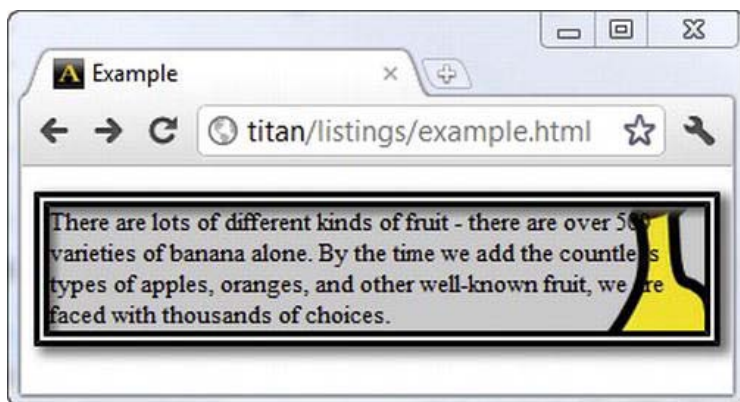 A Example
titan/listings/example.html
There are lots of different kinds of fruit - there are over 500
varieties of banana alone. By the time we add the countless
types of apples, oranges, and other well-known fruit, we are
faced with thousands of choices.